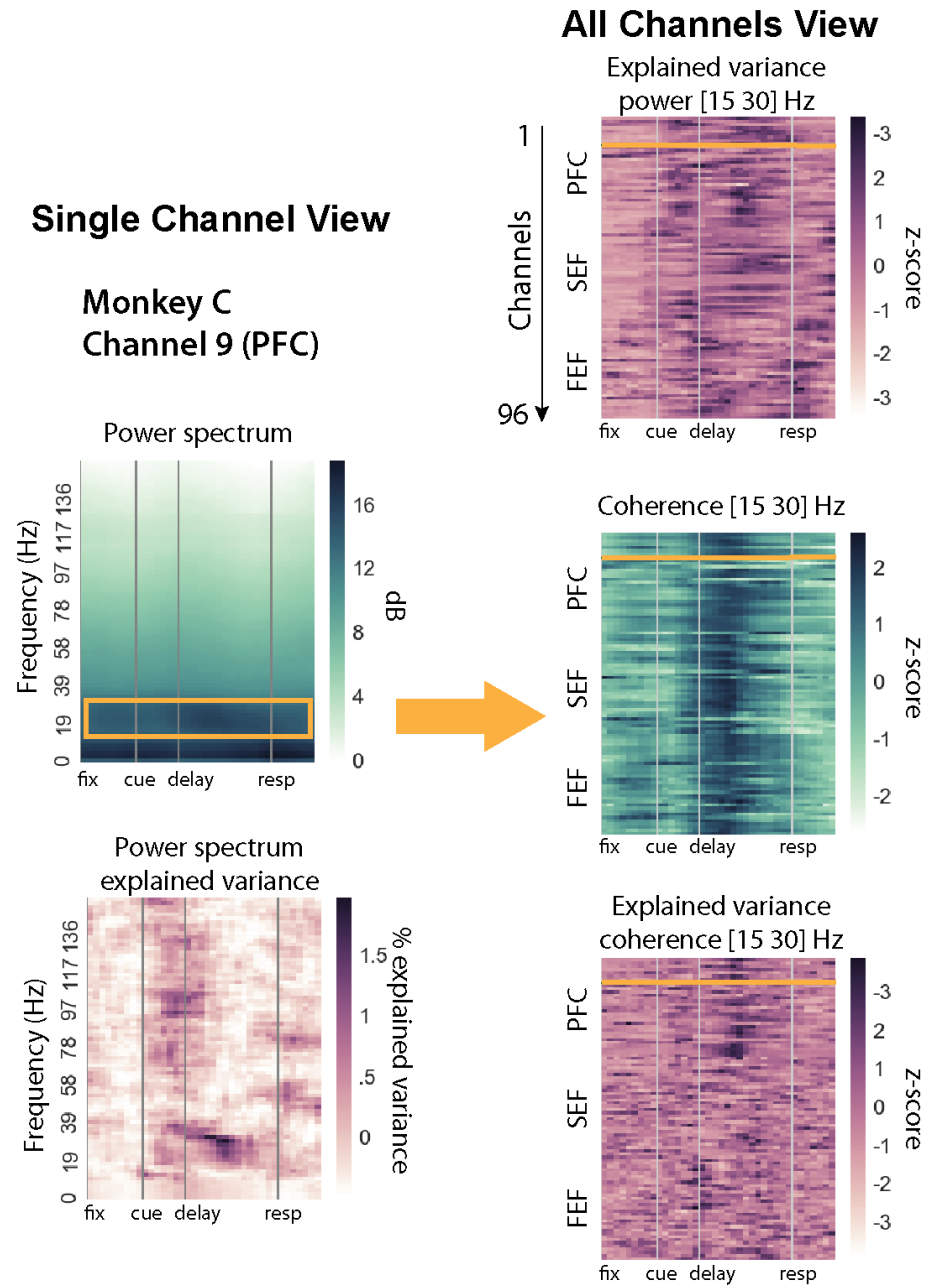 All Channels View
Explained variance
power [15 30] Hz
1
Channels
96
PFC
SEF
FEF
fix cue delay resp
-3
2
1
0
-1
-2
-3
z-score
Single Channel View
Monkey C
Channel 9 (PFC)
Power spectrum
Frequency (Hz)
136
117
97
78
58
39
19
0
fix cue delay resp
16
12
8
4
0
dB
Coherence [15 30] Hz
PFC
SEF
FEF
fix cue delay resp
2
1
0
-1
-2
z-score
Power spectrum
explained variance
Frequency (Hz)
136
117
97
78
58
39
19
0
fix cue delay resp
1.5
1
.5
0
% explained variance
Explained variance
coherence [15 30] Hz
PFC
SEF
FEF
fix cue delay resp
-3
2
1
0
-1
-2
-3
z-score